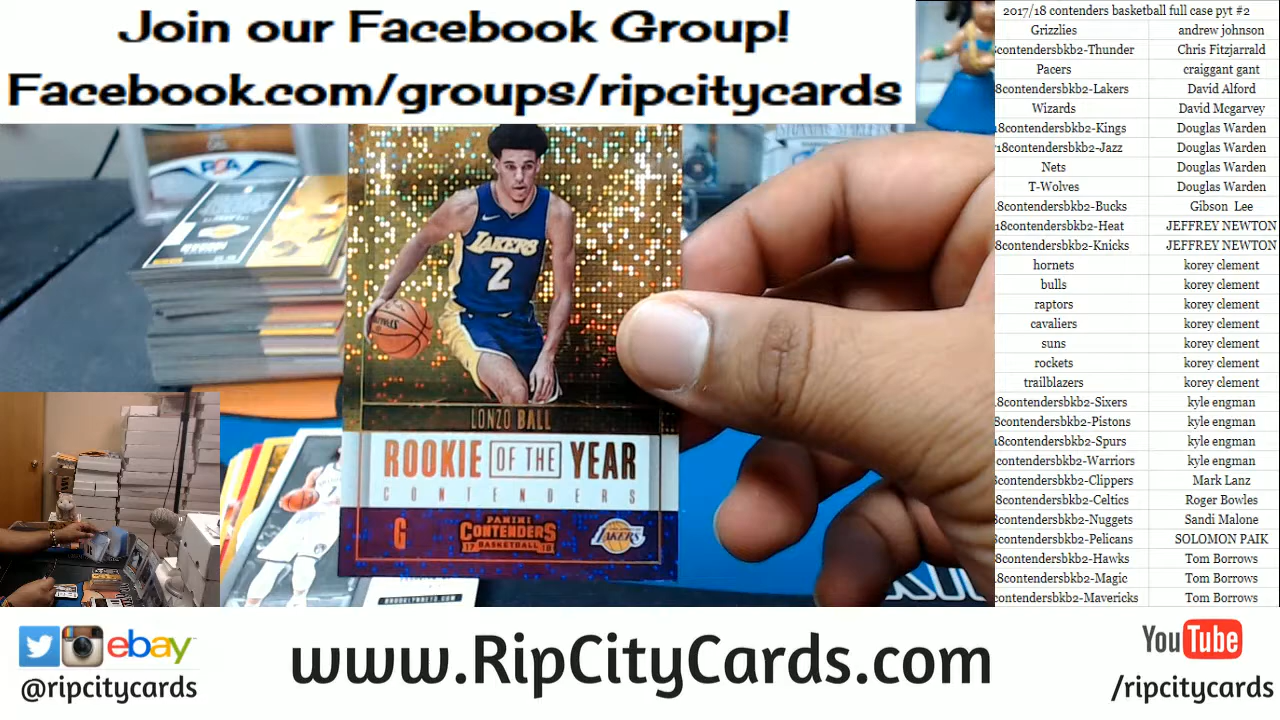 Join our Facebook Group!
Facebook.com/groups/ripcitycards
LAKERS
2
LONZO BALL
ROOKIE OF THE YEAR
CONTENDERS
G
PANINI
CONTENDERS
17 BASKETBALL 18
LAKERS
2017/18 contenders basketball full case pyt #2
Grizzlies andrew johnson
contendersbkb2-Thunder Chris Fitzjarrald
Pacers craiggant gant
8contendersbkb2-Lakers David Alford
Wizards David Mcgarvey
18contendersbkb2-Kings Douglas Warden
18contendersbkb2-Jazz Douglas Warden
Nets Douglas Warden
T-Wolves Douglas Warden
8contendersbkb2-Bucks Gibson Lee
18contendersbkb2-Heat JEFFREY NEWTON
8contendersbkb2-Knicks JEFFREY NEWTON
hornets korey clement
bulls korey clement
raptors korey clement
cavaliers korey clement
suns korey clement
rockets korey clement
trailblazers korey clement
8contendersbkb2-Sixers kyle engman
8contendersbkb2-Pistons kyle engman
8contendersbkb2-Spurs kyle engman
contendersbkb2-Warriors kyle engman
8contendersbkb2-Clippers Mark Lanz
8contendersbkb2-Celtics Roger Bowles
8contendersbkb2-Nuggets Sandi Malone
8contendersbkb2-Pelicans SOLOMON PAIK
8contendersbkb2-Hawks Tom Borrows
8contendersbkb2-Magic Tom Borrows
contendersbkb2-Mavericks Tom Borrows
ebay
@ripcitycards
www.RipCityCards.com
YouTube
/ripcitycards